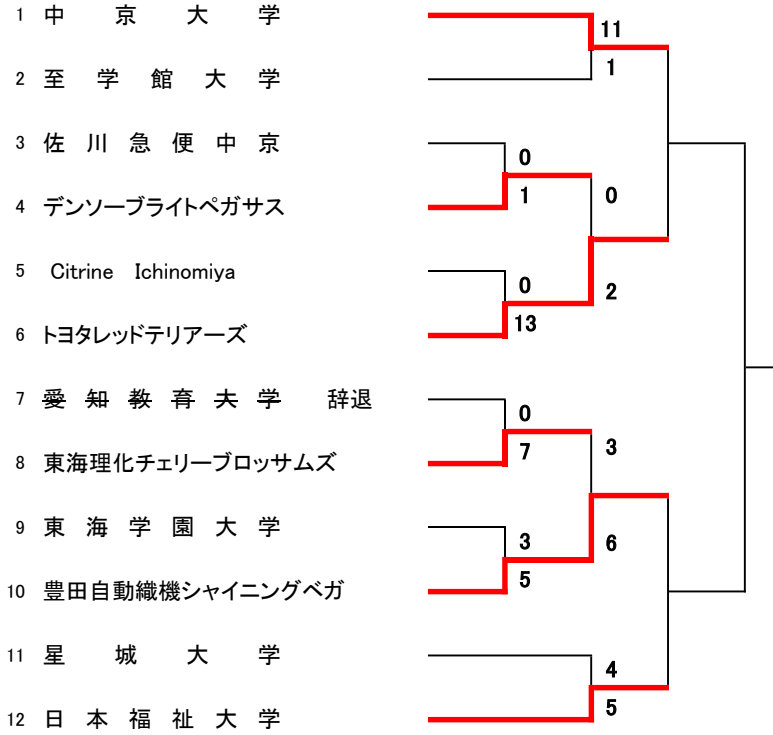 1 中京大学
11
2 至学館大学
1
3 佐川急便中京
0
4 デンソーブライトペガサス
1
0
5 Citrine Ichinomiya
0
2
6 トヨタレッドテリアーズ
13
7 愛知教育大学 辞退
0
8 東海理化チェリーブロッサムズ
7
3
9 東海学園大学
3
6
10 豊田自動織機シャイニングベガ
5
11 星城大学
4
12 日本福祉大学
5